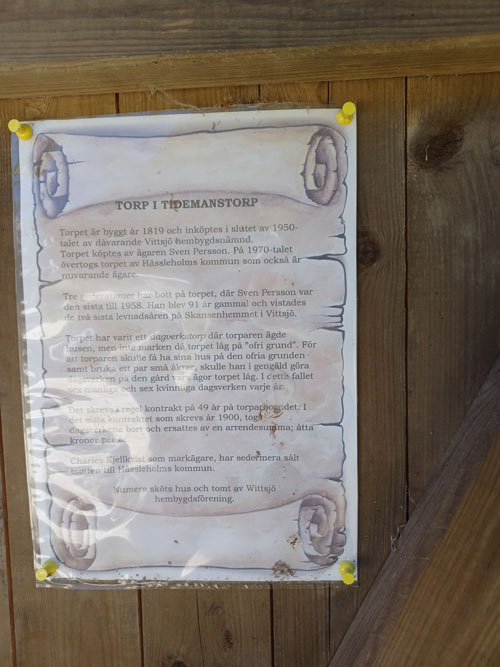 TORP I TIDEMANSTORP
Torpet är byggt år 1819 och inköptes i slutet av 1950-
talet av dåvarande Vittsjö hembygdsnämnd.
Torpet köptes av ägaren Sven Persson. På 1970-talet
övertogs torpet av Hässleholms kommun som också är
nuvarande ägare.
Tre generationer har bott på torpet, där Sven Persson var
den sista till 1958. Han blev 91 år gammal och vistades
de två sista levnadsåren på Skansenhemmet i Vittsjö.
Torpet har varit ett dagsverkstorp där torparen ägde
husen, men inte marken då torpet låg på "ofri grund". För
att torparen skulle få ha sina hus på den ofria grunden
samt bruka ett par små åkrar, skulle han i gengäld göra
dagsverken på den gård vars ägor torpet låg. I detta fallet
sex manliga och sex kvinnliga dagsverken varje år.
Det skrevs i regel kontrakt på 49 år på torparboendet. I
det sista kontraktet som skrevs år 1900, togs
dagsverkena bort och ersattes av en arrendesumma; åtta
kroner per år.
Charles Kjellkvist som markägare, har sedermera sålt
marken till Hässleholms kommun.
Numera sköts hus och tomt av Wittsjö
hembygdsförening.